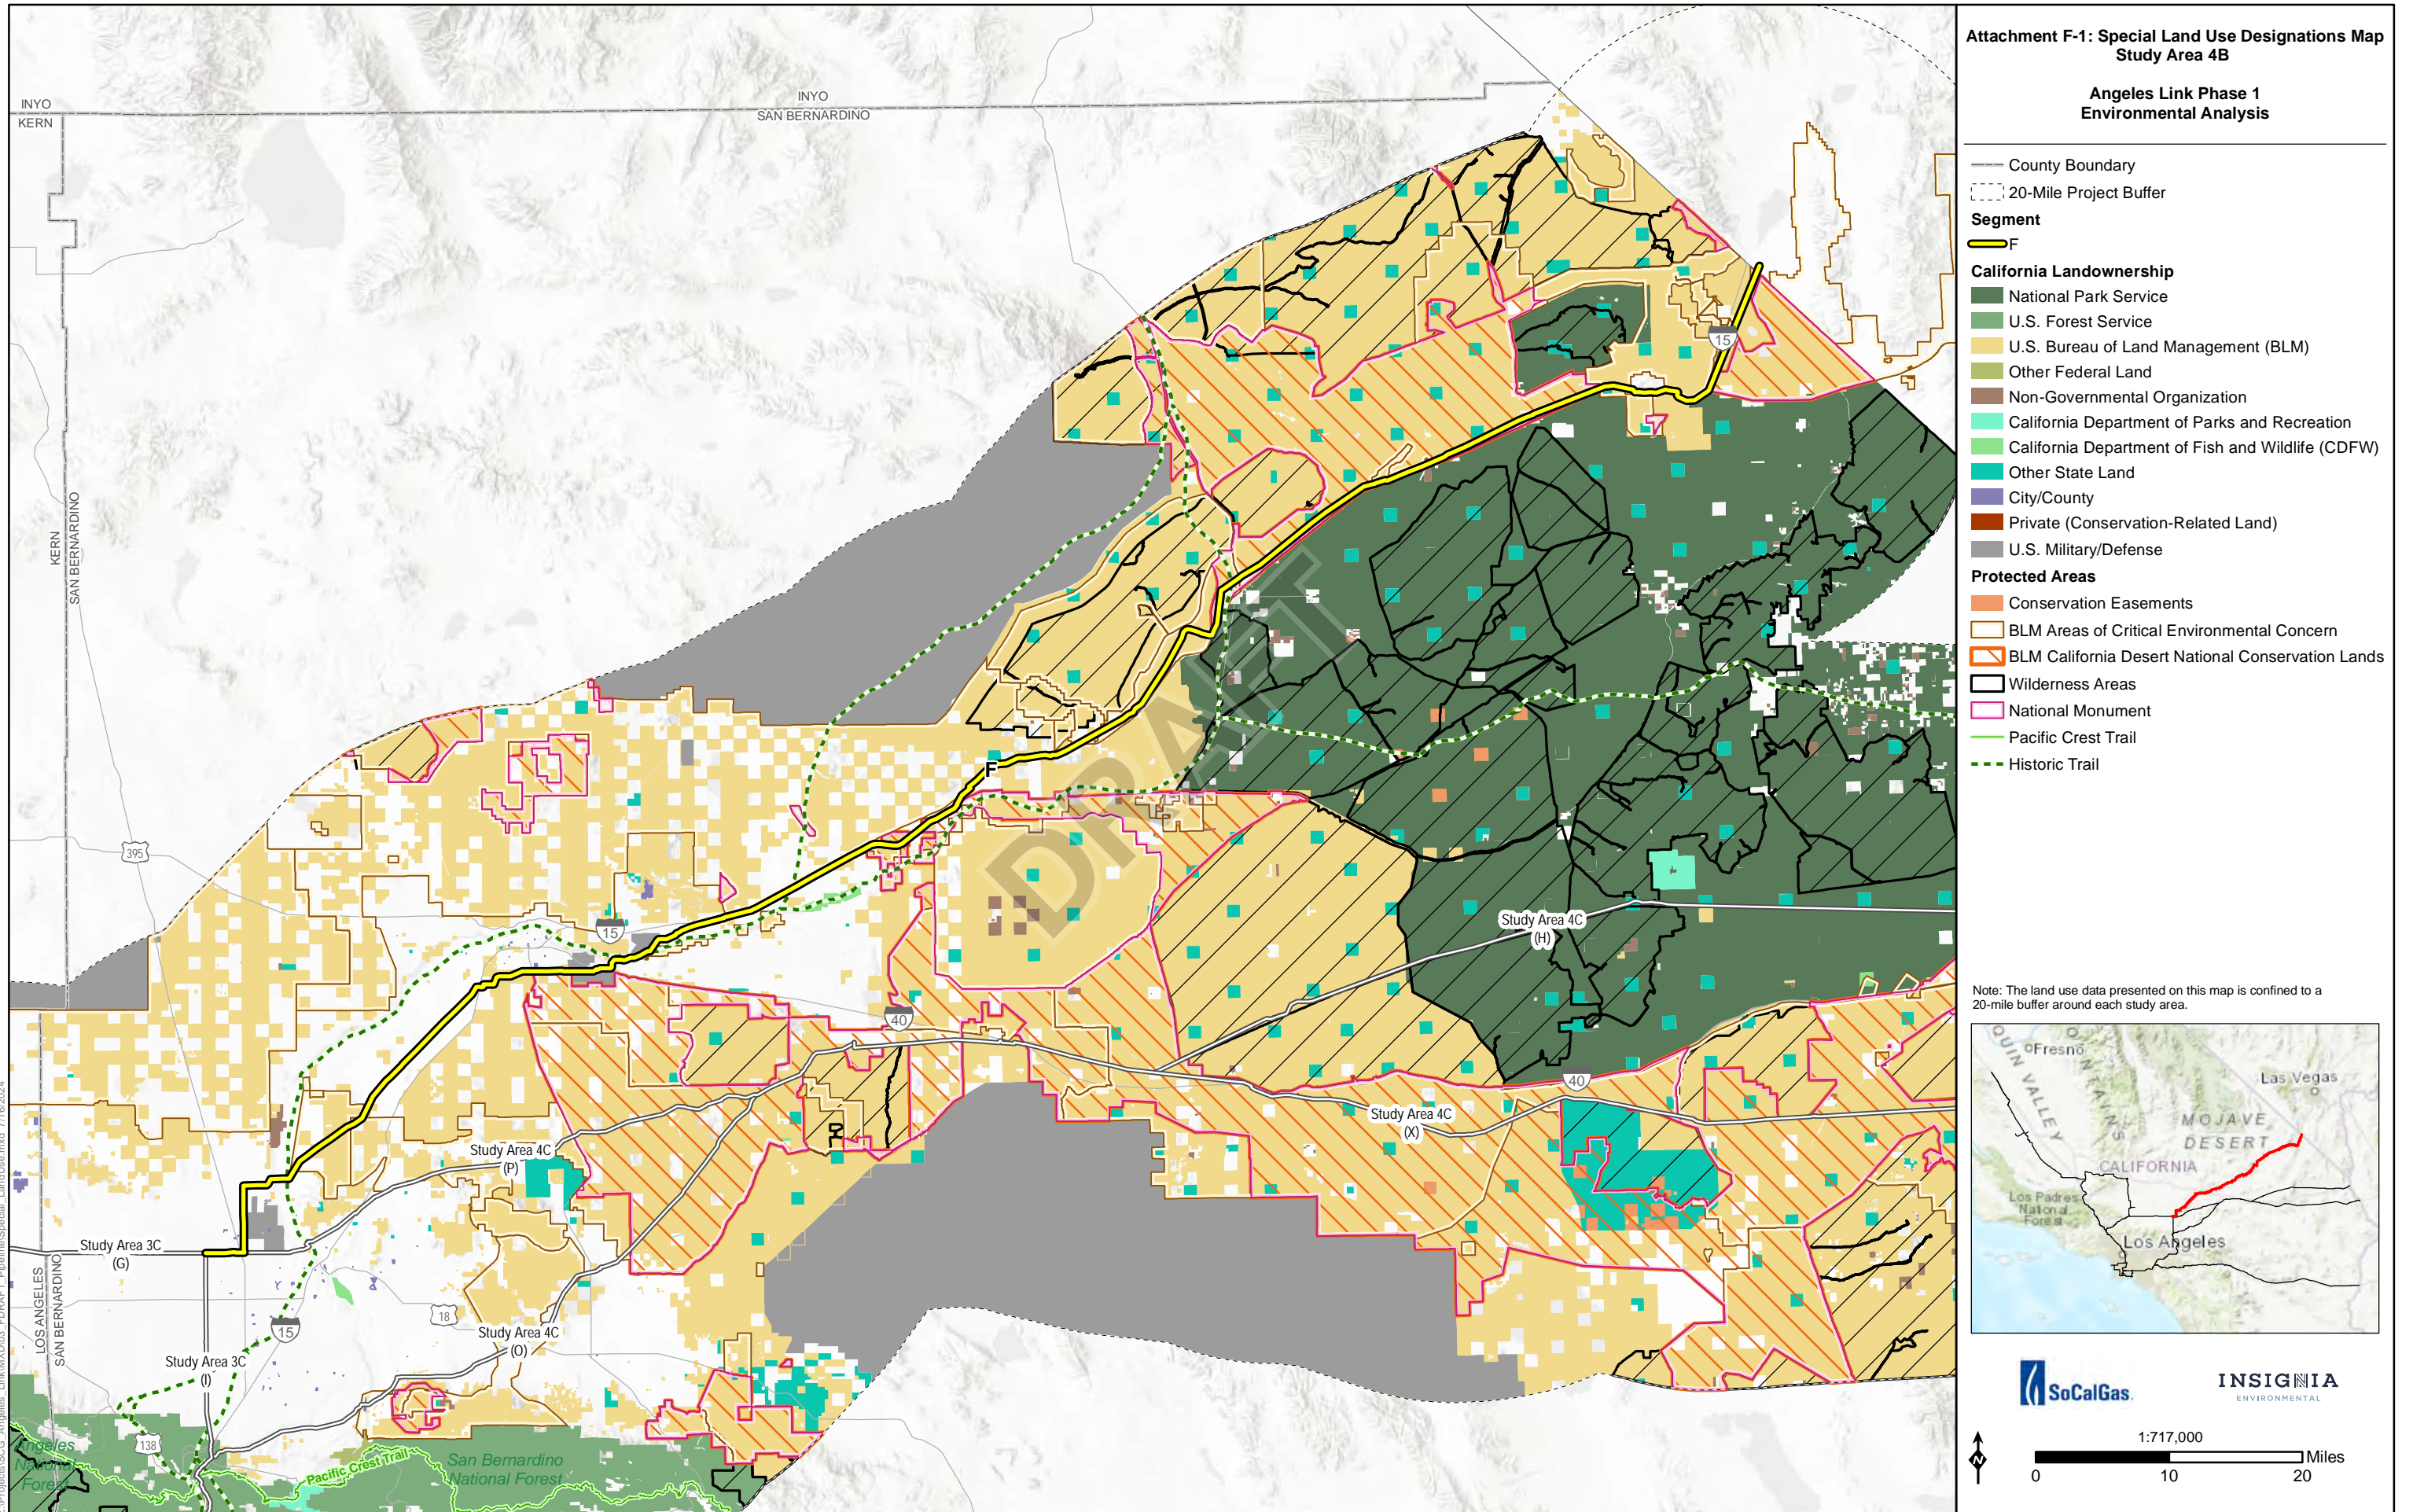 Attachment F-1: Special Land Use Designations Map
Study Area 4B
Angeles Link Phase 1
Environmental Analysis
County Boundary
20-Mile Project Buffer
Segment
F
California Landownership
National Park Service
U.S. Forest Service
U.S. Bureau of Land Management (BLM)
Other Federal Land
Non-Governmental Organization
California Department of Parks and Recreation
California Department of Fish and Wildlife (CDFW)
Other State Land
City/County
Private (Conservation-Related Land)
U.S. Military/Defense
Protected Areas
Conservation Easements
BLM Areas of Critical Environmental Concern
BLM California Desert National Conservation Lands
Wilderness Areas
National Monument
Pacific Crest Trail
Historic Trail
Note: The land use data presented on this map is confined to a
20-mile buffer around each study area.
Fresno
Las Vegas
MOJAVE
DESERT
CALIFORNIA
Los Padres
National
Forest
Los Angeles
SoCalGas
INSIGNIA
ENVIRONMENTAL
N
1:717,000
Miles
0 10 20
INYO
KERN
INYO
SAN BERNARDINO
KERN
SAN BERNARDINO
15
395
F
DRAFT
15
40
Study Area 4C
(H)
40
Study Area 4C
(X)
Study Area 4C
(P)
Study Area 3C
(G)
LOS ANGELES
SAN BERNARDINO
18
15
Study Area 4C
(O)
Study Area 3C
(I)
138
Angeles
National
Forest
Pacific Crest Trail
San Bernardino
National Forest